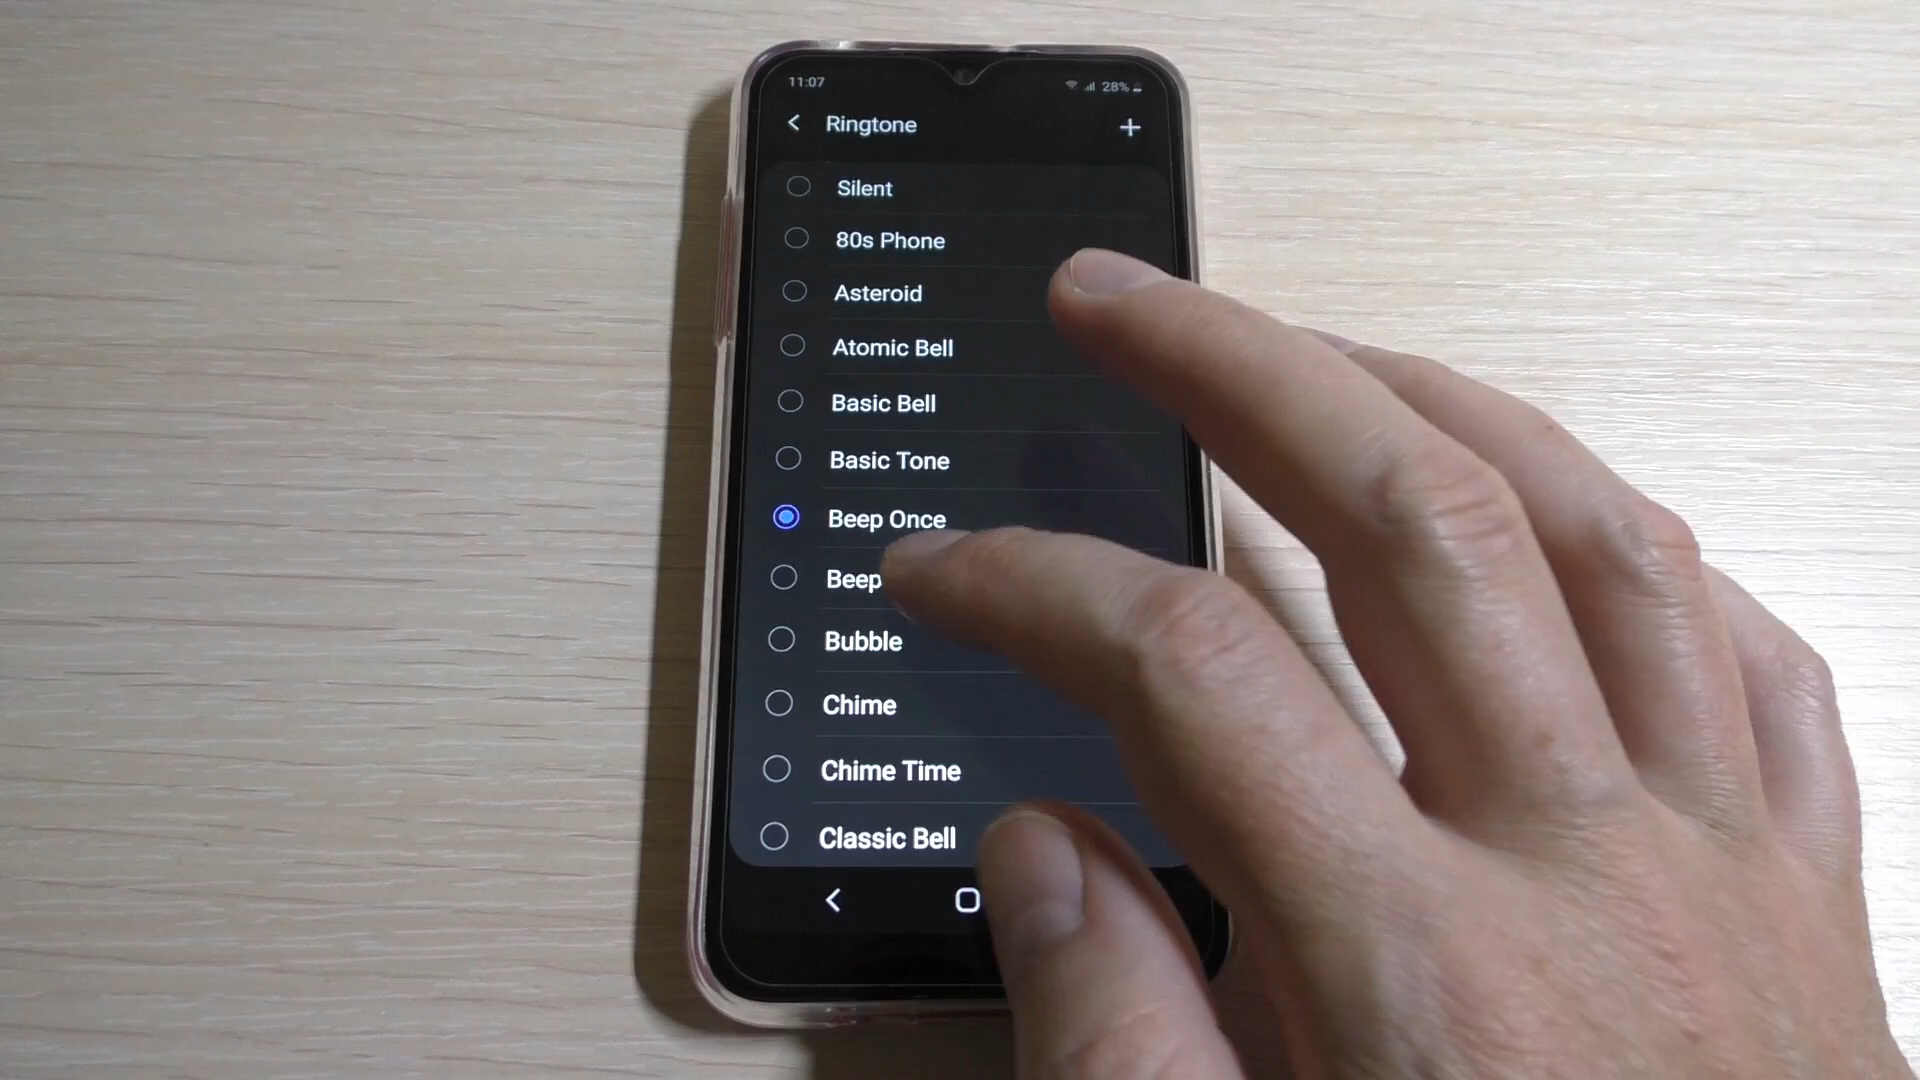 11:07
28%
Ringtone
Silent
80s Phone
Asteroid
Atomic Bell
Basic Bell
Basic Tone
Beep Once
Beep
Bubble
Chime
Chime Time
Classic Bell